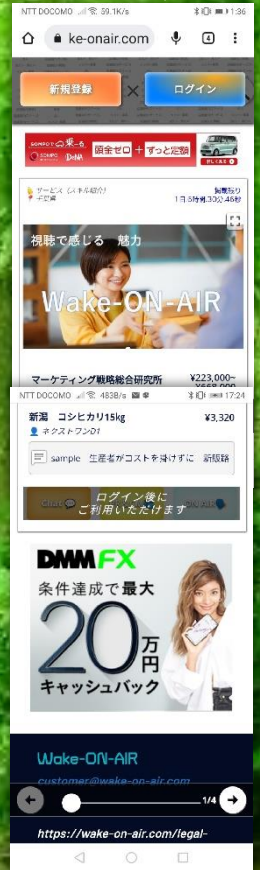 NTT DOCOMO 59.1K/s 1:36
ke-onair.com 4
新規登録 × ログイン
SOMPOで乗ーる 頭金ゼロ + ずっと定額
SOMPO DeNA
サービス（スキル紹介） 掲載残り
千葉県 1日:6時間:30分:46秒
視聴で感じる 魅力
Wake-ON-AIR
マーケティング戦略総合研究所 ¥223,000~
NTT DOCOMO 483B/s 17:24
新潟 コシヒカリ15kg ¥3,320
ネクストワン01
sample 生産者がコストを掛けずに 新販路
ログイン後に
ご利用いただけます
DMM FX
条件達成で最大
20万円
キャッシュバック
Wake-ON-AIR
customer@wake-on-air.com
1/4
https://wake-on-air.com/legal-